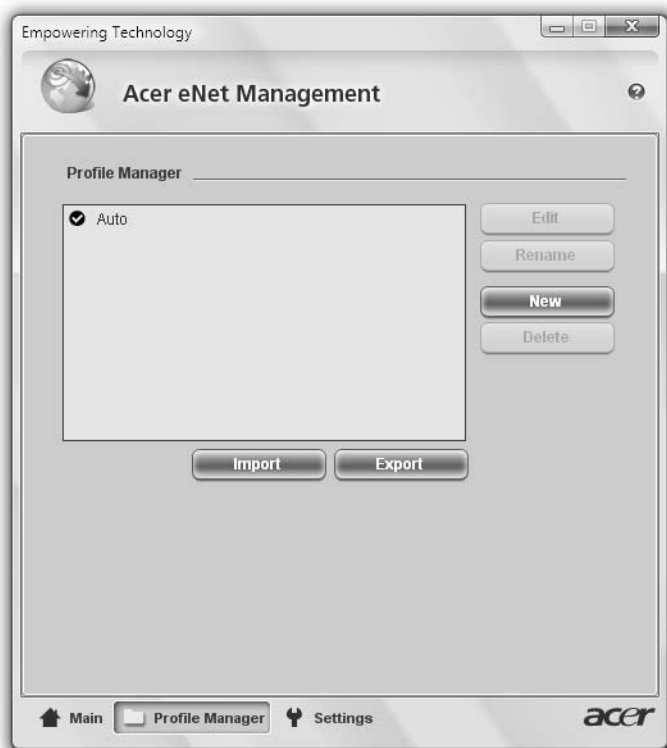 Empowering Technology
Acer eNet Management
Profile Manager
Auto
Edit
Rename
New
Delete
Import Export
Main Profile Manager Settings acer